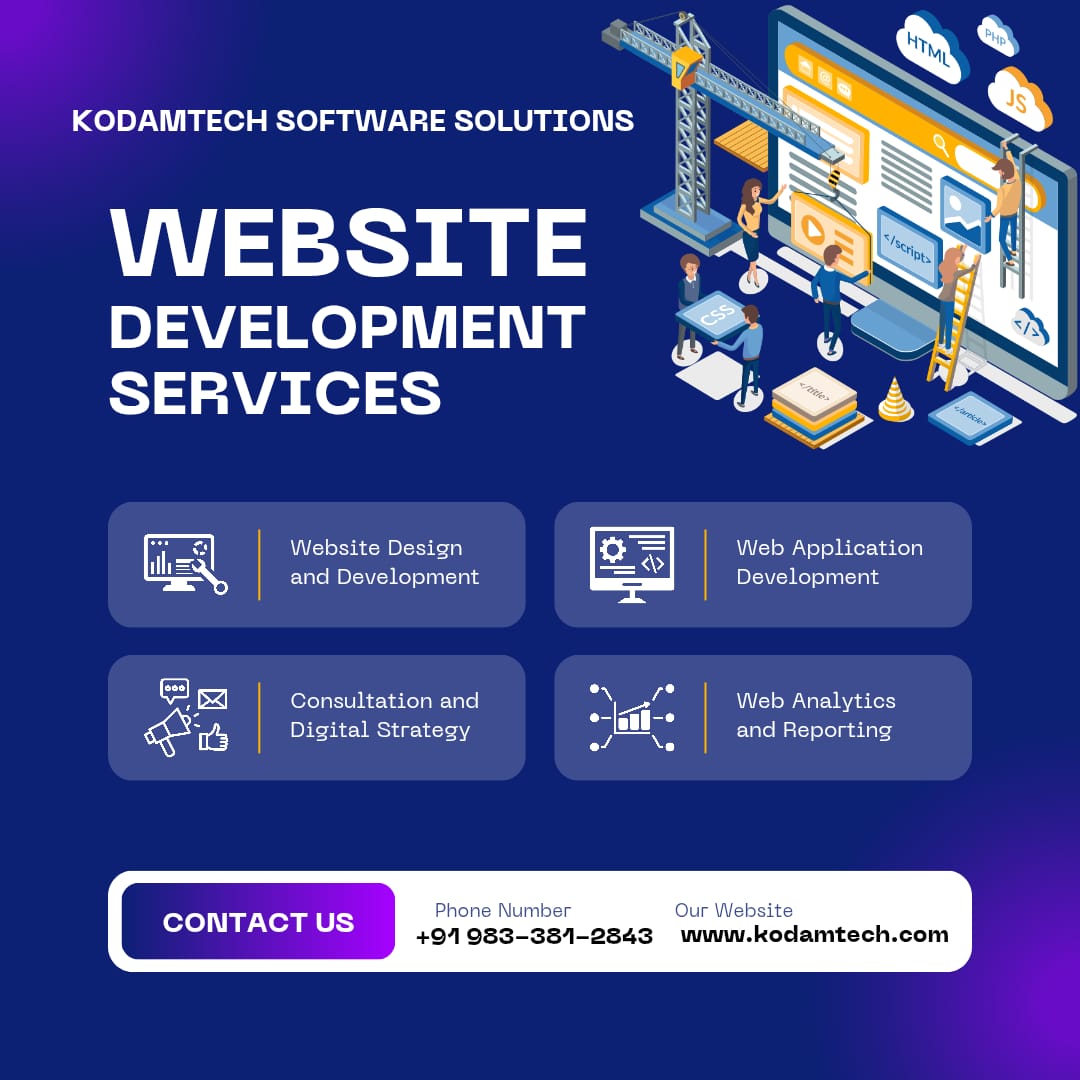 KODAMTECH SOFTWARE SOLUTIONS
WEBSITE
DEVELOPMENT
SERVICES
HTML
PHP
JS
</script>
CSS
</>
</title>
</article>
Website Design
and Development
Web Application
Development
Consultation and
Digital Strategy
Web Analytics
and Reporting
CONTACT US
Phone Number
+91 983-381-2843
Our Website
www.kodamtech.com